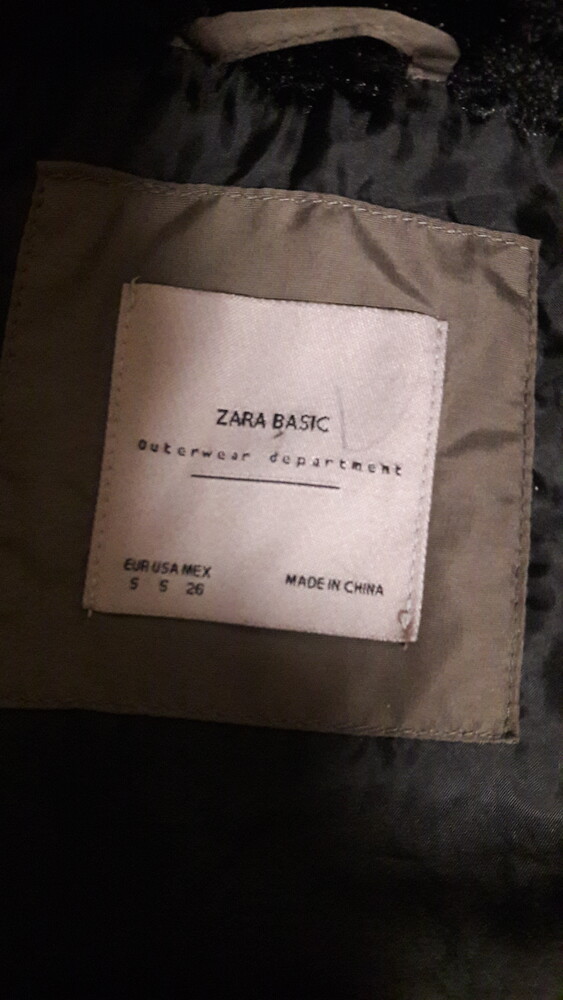 ZARA BASIC
Outerwear department
EUR USA MEX
S S 26
MADE IN CHINA